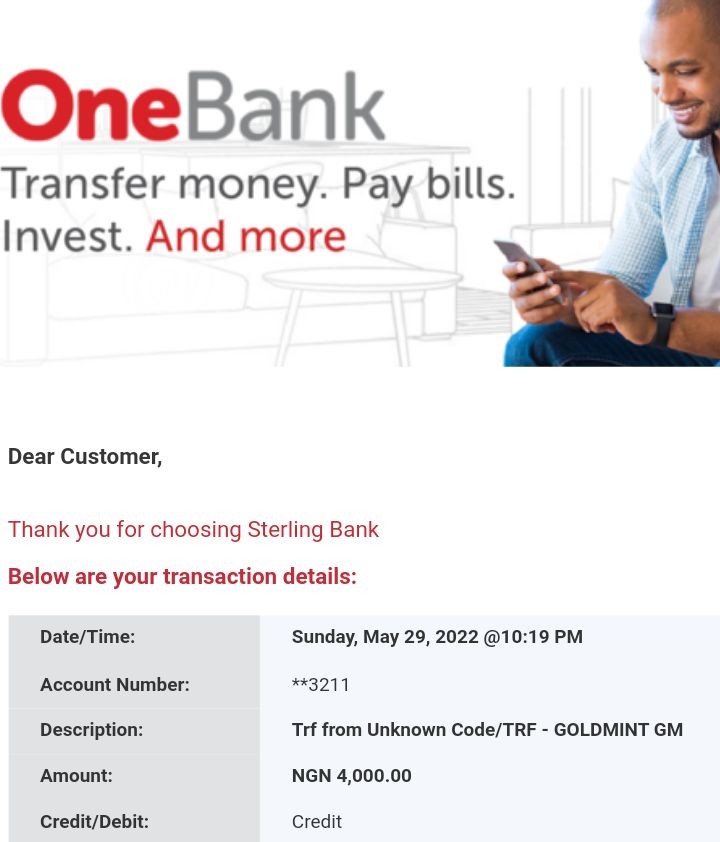 OneBank
Transfer money. Pay bills.
Invest. And more
Dear Customer,
Thank you for choosing Sterling Bank
Below are your transaction details:
Date/Time: Sunday, May 29, 2022 @10:19 PM
Account Number: **3211
Description: Trf from Unknown Code/TRF - GOLDMINT GM
Amount: NGN 4,000.00
Credit/Debit: Credit